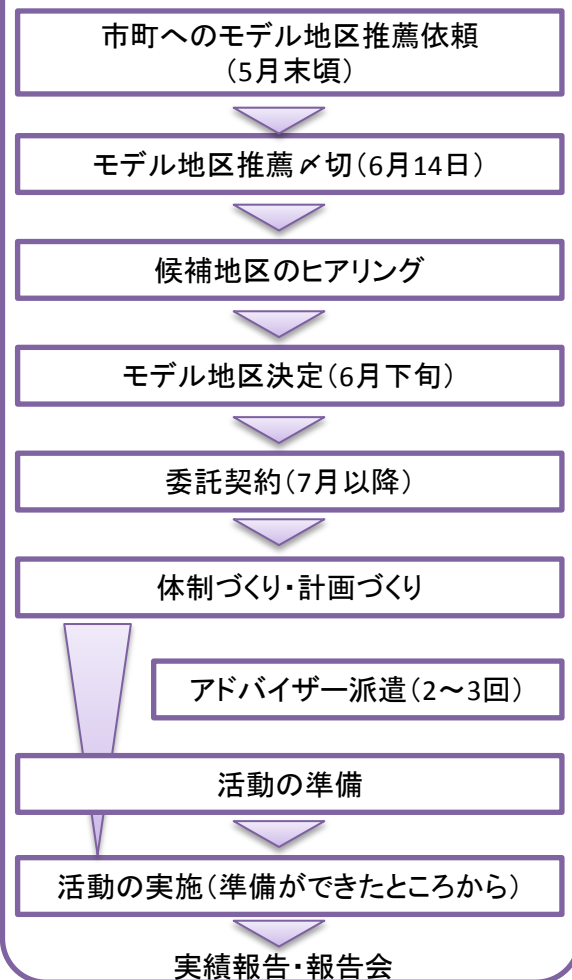 市町へのモデル地区推薦依頼
(5月末頃)
モデル地区推薦〆切(6月14日)
候補地区のヒアリング
モデル地区決定(6月下旬)
委託契約(7月以降)
体制づくり・計画づくり
アドバイザー派遣(2～3回)
活動の準備
活動の実施(準備ができたところから)
実績報告・報告会